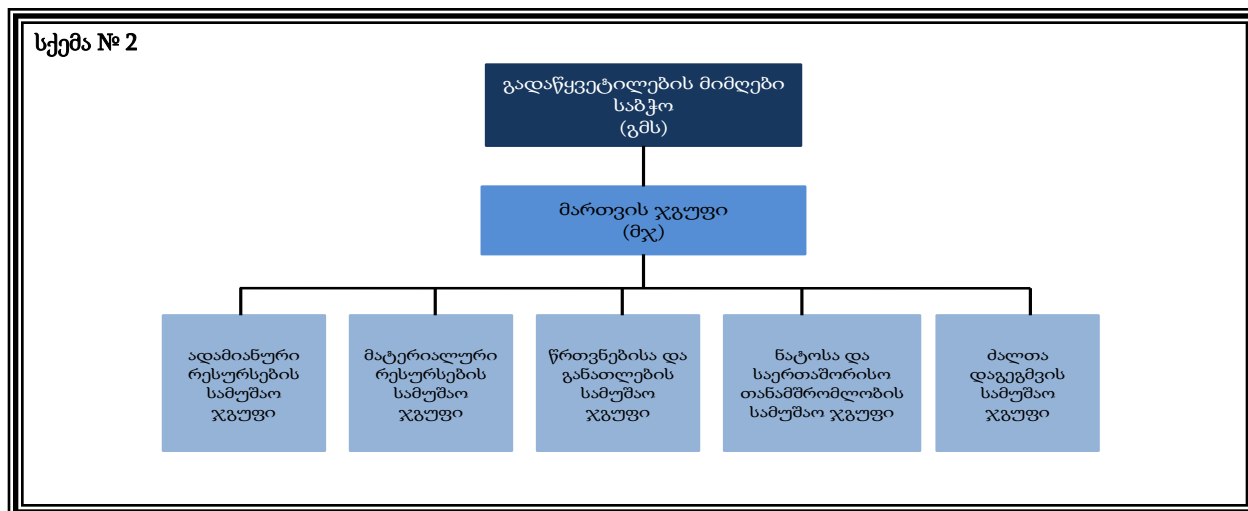 სქემა № 2
გადაწყვეტილების მიმღები
საბჭო
(გმს)
მართვის ჯგუფი
(მჯ)
ადამიანური
რესურსების
სამუშაო
ჯგუფი
მატერიალური
რესურსების
სამუშაო
ჯგუფი
წრთვნებისა და
განათლების
სამუშაო
ჯგუფი
ნატოსა და
საერთაშორისო
თანამშრომლობის
სამუშაო ჯგუფი
ძალთა
დაგეგმვის
სამუშაო
ჯგუფი